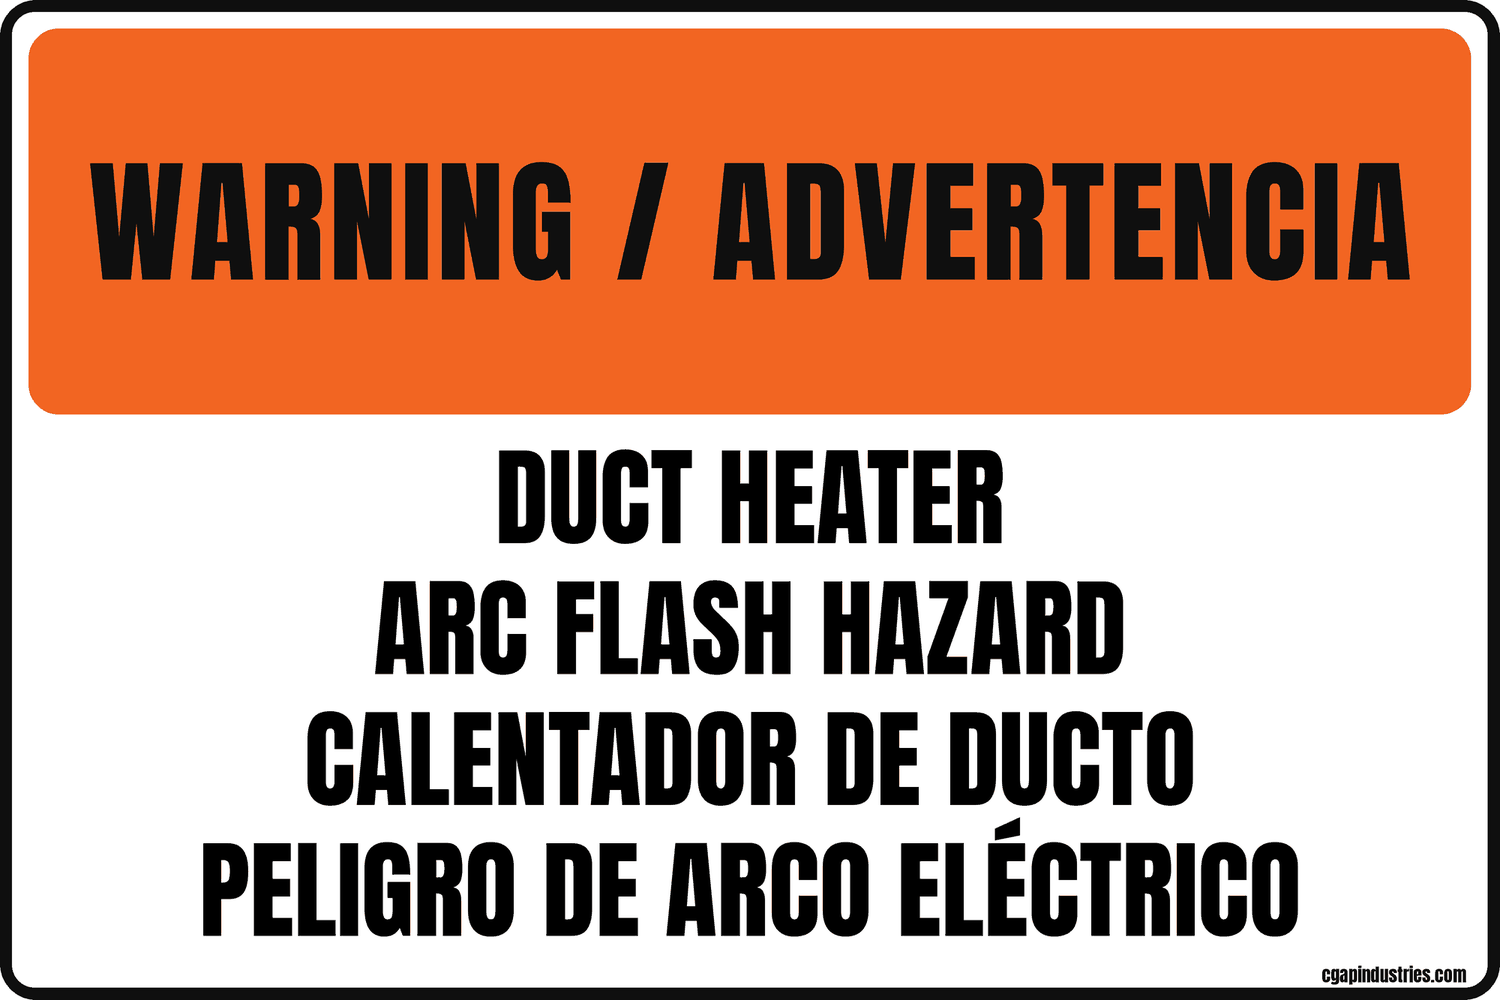 WARNING / ADVERTENCIA
DUCT HEATER
ARC FLASH HAZARD
CALENTADOR DE DUCTO
PELIGRO DE ARCO ELÉCTRICO
cgapindustries.com